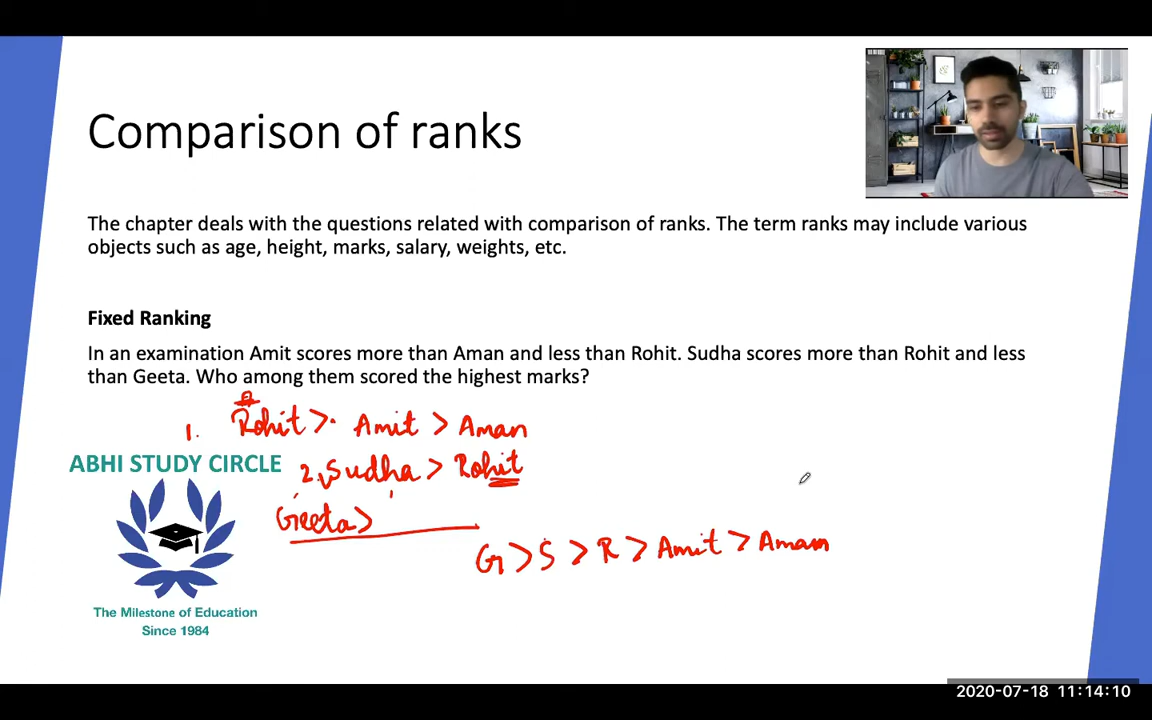 Comparison of ranks
The chapter deals with the questions related with comparison of ranks. The term ranks may include various
objects such as age, height, marks, salary, weights, etc.
Fixed Ranking
In an examination Amit scores more than Aman and less than Rohit. Sudha scores more than Rohit and less
than Geeta. Who among them scored the highest marks?
1. Rohit > Amit > Aman
ABHI STUDY CIRCLE
2. Sudha > Rohit
Geeta >
G > S > R > Amit > Aman
The Milestone of Education
Since 1984
2020-07-18 11:14:10